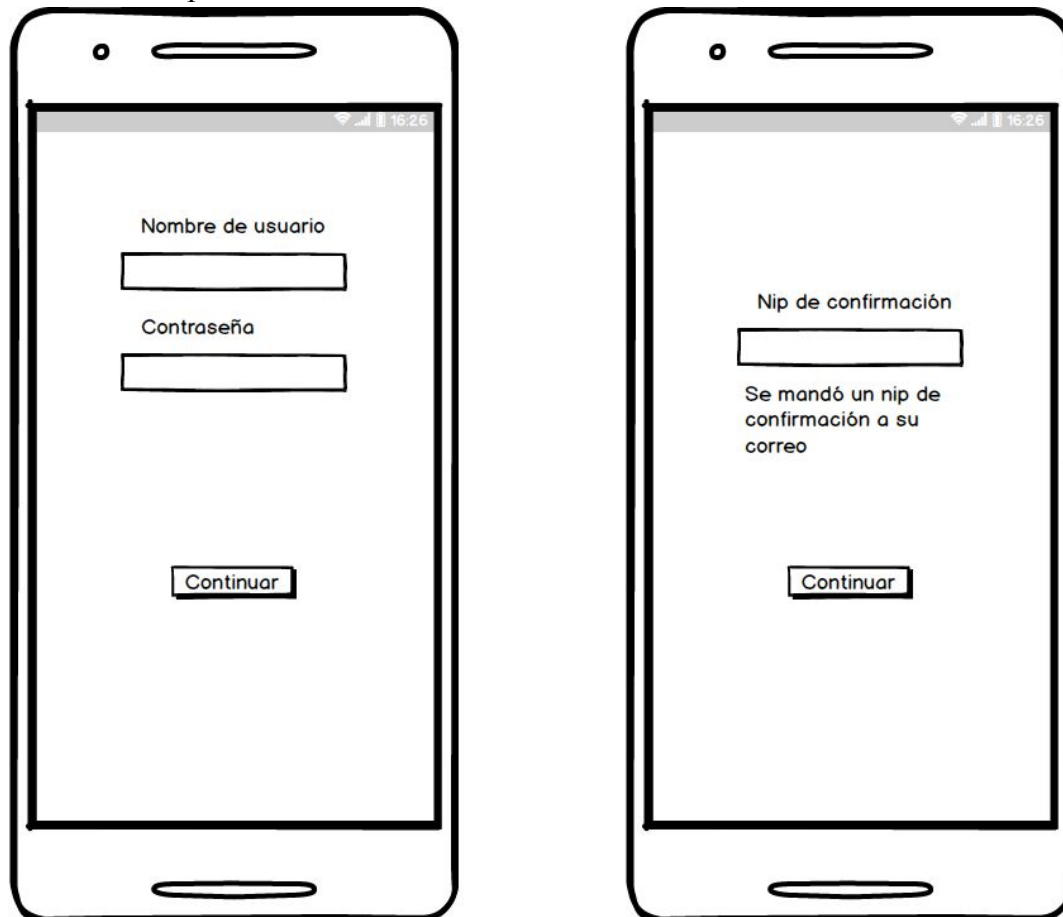 16:26
Nombre de usuario
Contraseña
Continuar
16:26
Nip de confirmación
Se mandó un nip de
confirmación a su
correo
Continuar